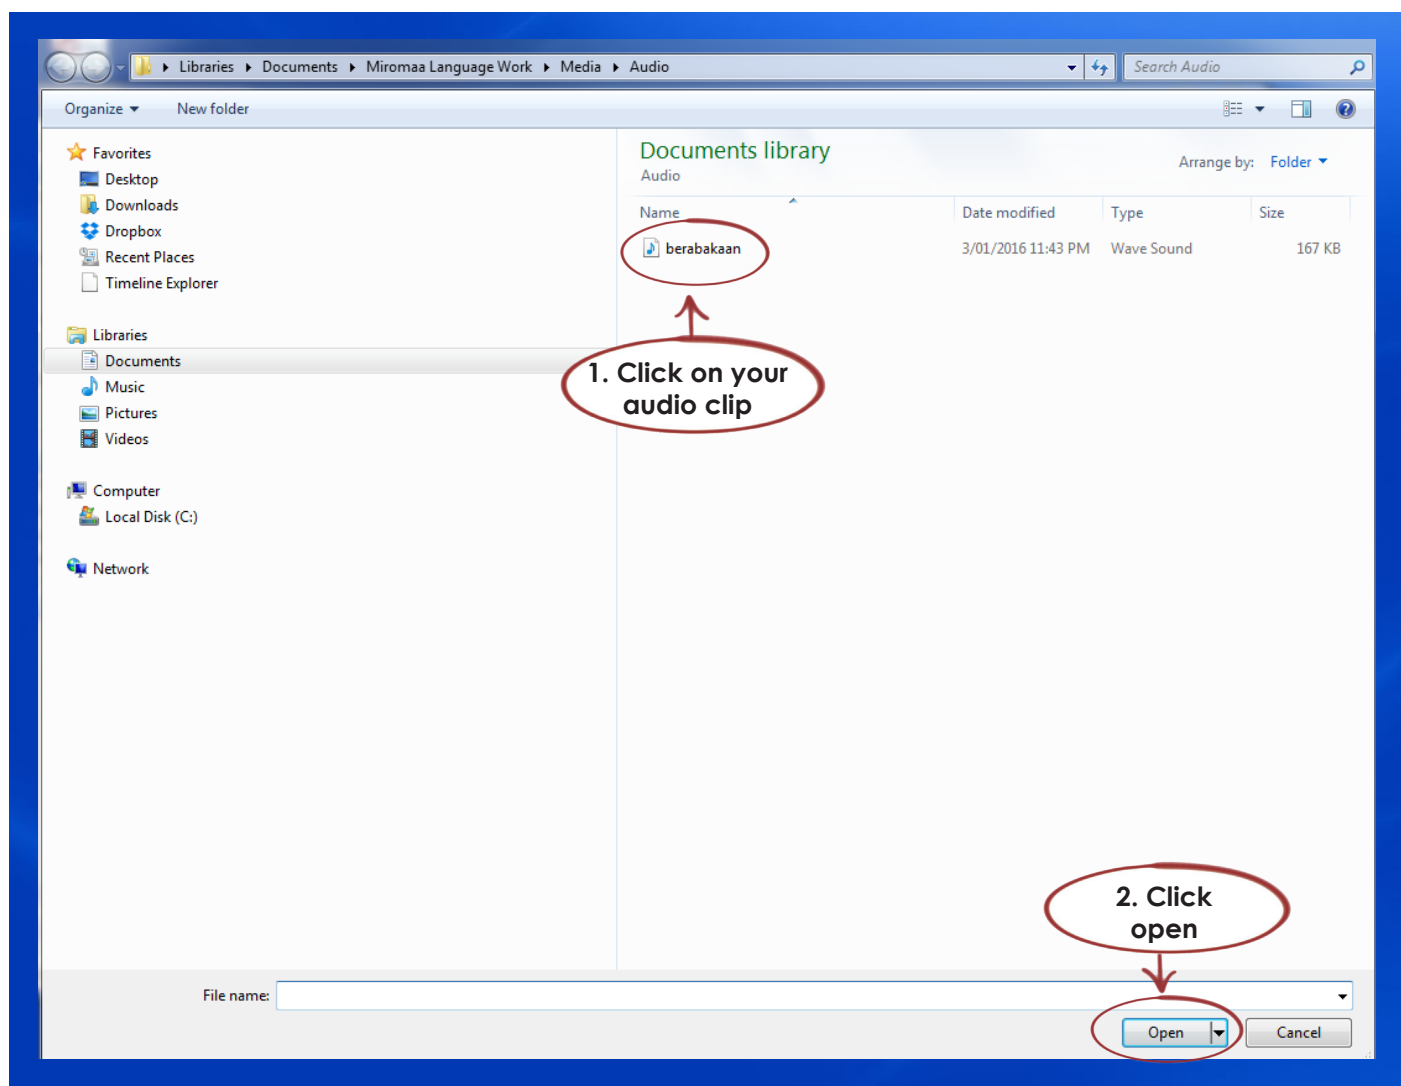 Libraries Documents Miromaa Language Work Media Audio
Search Audio
Organize New folder
Favorites
Desktop
Downloads
Dropbox
Recent Places
Timeline Explorer
Libraries
Documents
Music
Pictures
Videos
Computer
Local Disk (C:)
Network
Documents library
Audio
Arrange by: Folder
Name Date modified Type Size
berabakaan 3/01/2016 11:43 PM Wave Sound 167 KB
1. Click on your
audio clip
2. Click
open
File name:
Open Cancel